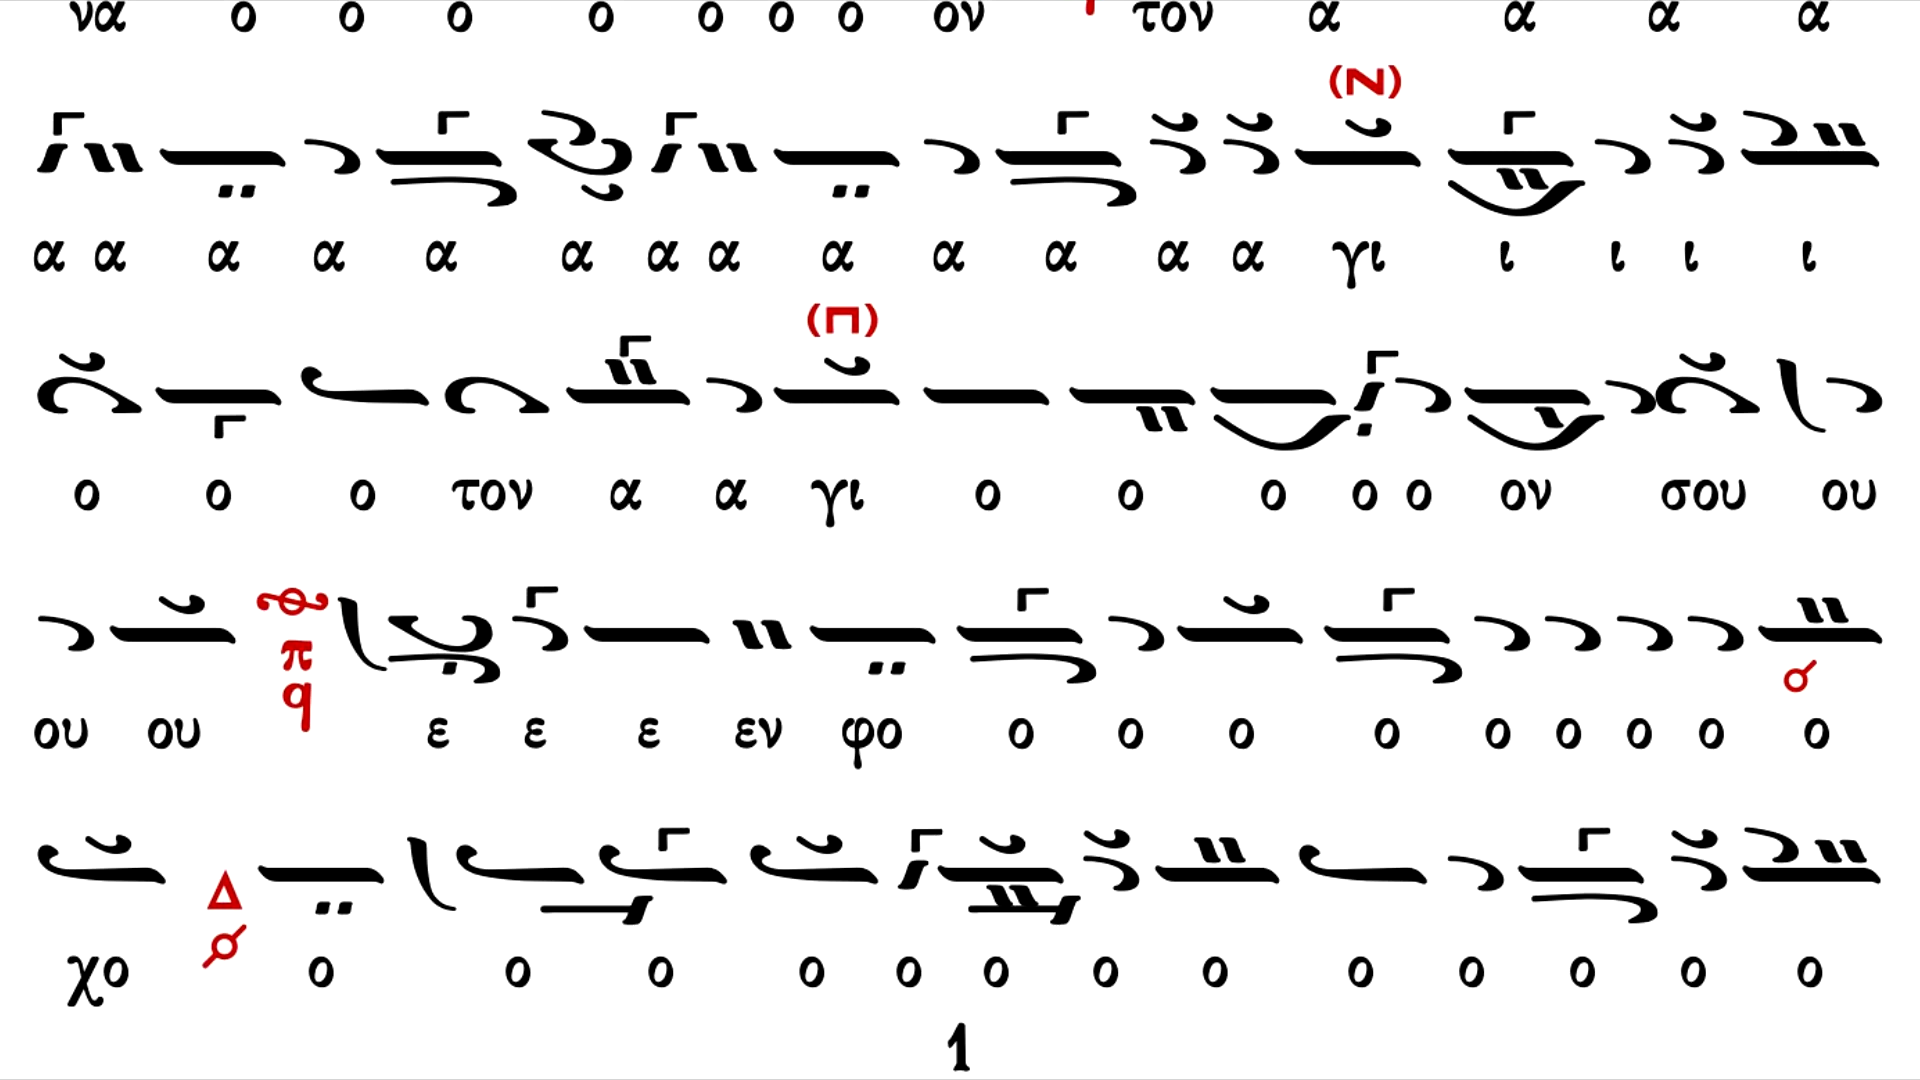 να ο ο ο ο ο ο ο ον τον α α α α
(Ν)
α α α α α α α α α α α α α γι ι ι ι ι
(Π)
ο ο ο τον α α γι ο ο ο ο ο ον σου ου
ου ου π q ε ε ε εν φο ο ο ο ο ο ο ο ο ο
χο Δ ο ο ο ο ο ο ο ο ο ο ο ο ο
1